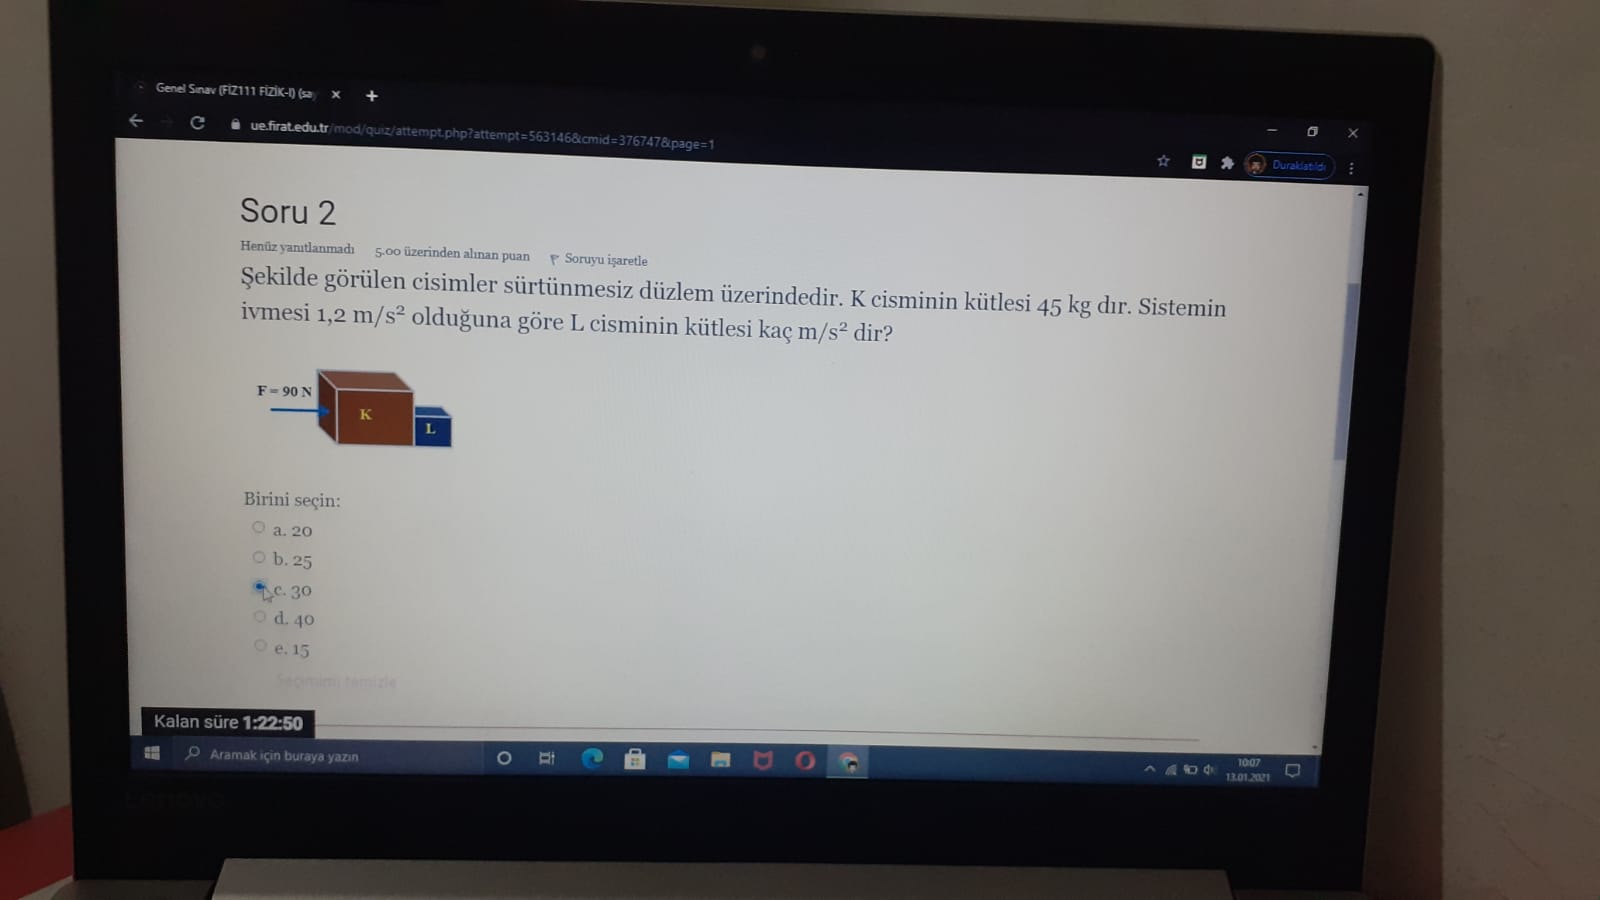 Genel Sınav (FİZ111 FİZİK-I) (sa
ue.firat.edu.tr/mod/quiz/attempt.php?attempt=563146&cmid=376747&page=1
Duraklatıldı
Soru 2
Henüz yanıtlanmadı 5.00 üzerinden alınan puan Soruyu işaretle
Şekilde görülen cisimler sürtünmesiz düzlem üzerindedir. K cisminin kütlesi 45 kg dır. Sistemin
ivmesi 1,2 m/s² olduğuna göre L cisminin kütlesi kaç m/s² dir?
F = 90 N
K
L
Birini seçin:
a. 20
b. 25
c. 30
d. 40
e. 15
Seçimimi temizle
Kalan süre 1:22:50
Aramak için buraya yazın
10:07
13.01.2021
Lenovo